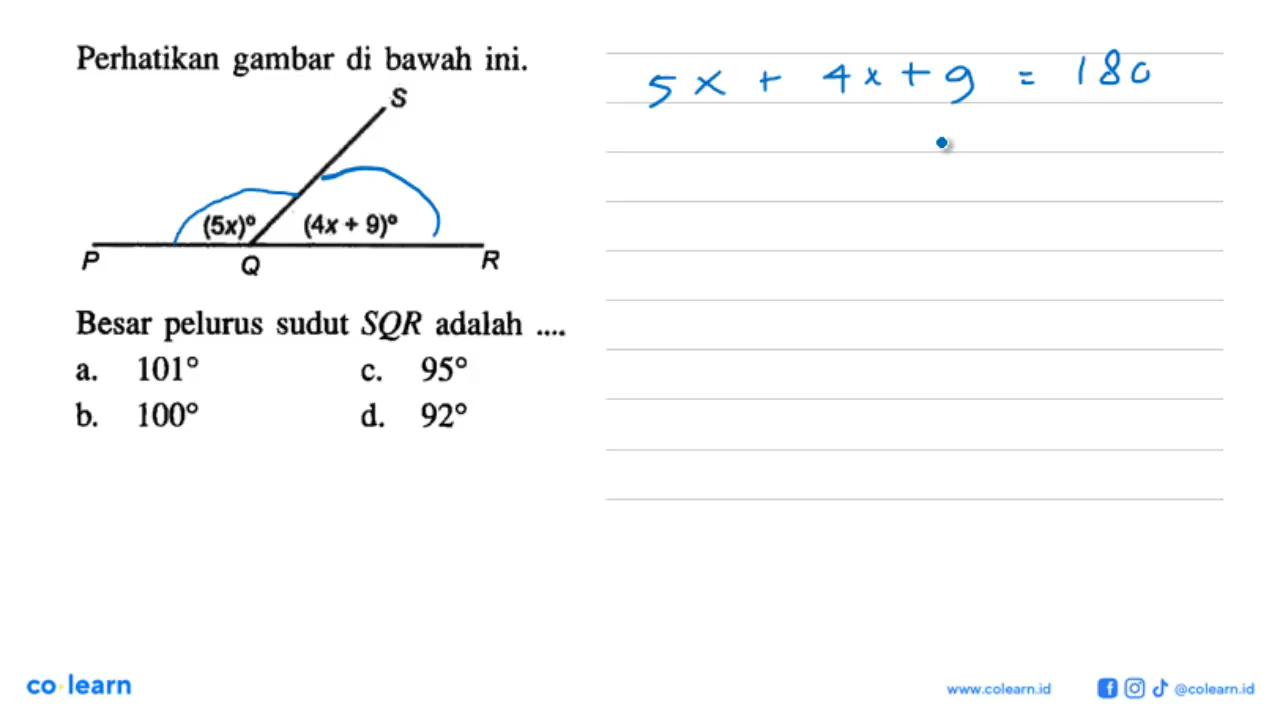 Perhatikan gambar di bawah ini.
5x + 4x + 9 = 180
S
(5x)° (4x + 9)°
P Q R
Besar pelurus sudut SQR adalah ....
a. 101° c. 95°
b. 100° d. 92°
co learn
www.colearn.id @colearn.id